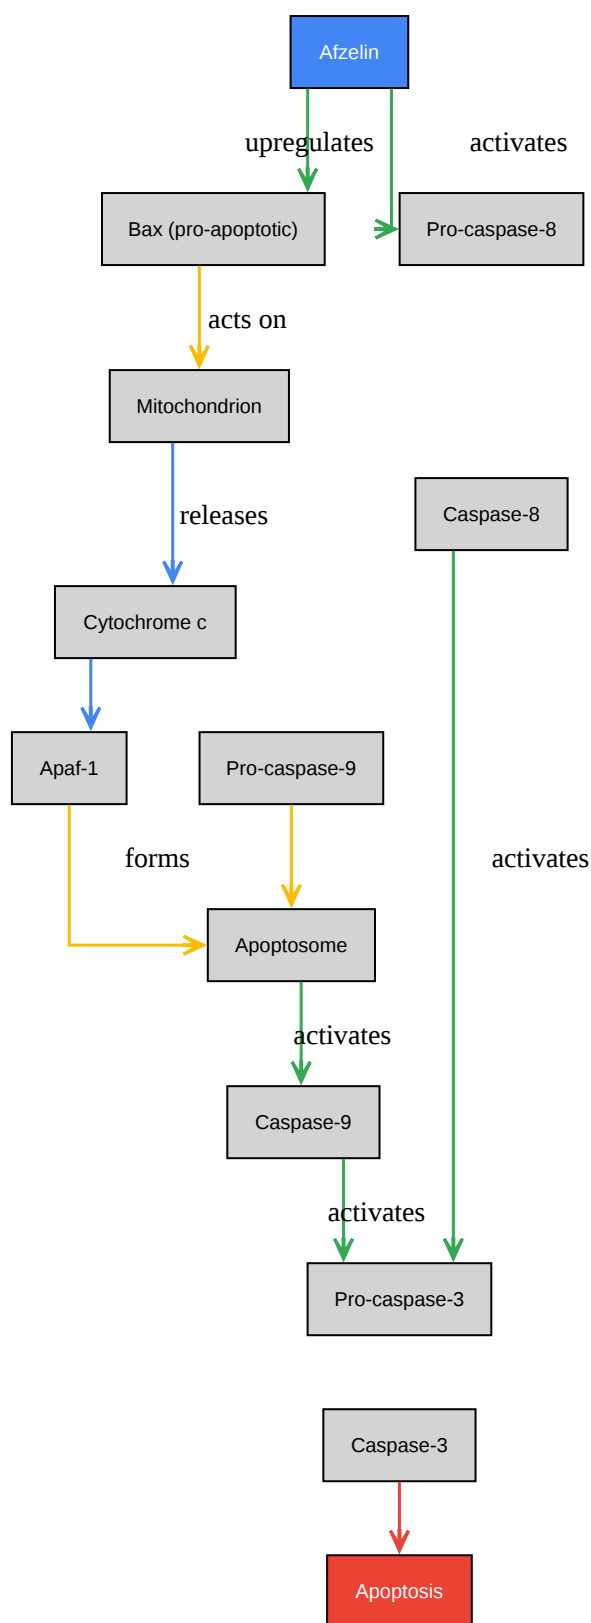 Afzelin
upregulates
activates
Bax (pro-apoptotic)
Pro-caspase-8
acts on
Mitochondrion
Caspase-8
releases
Cytochrome c
Apaf-1
Pro-caspase-9
forms
activates
Apoptosome
activates
Caspase-9
activates
Pro-caspase-3
Caspase-3
Apoptosis